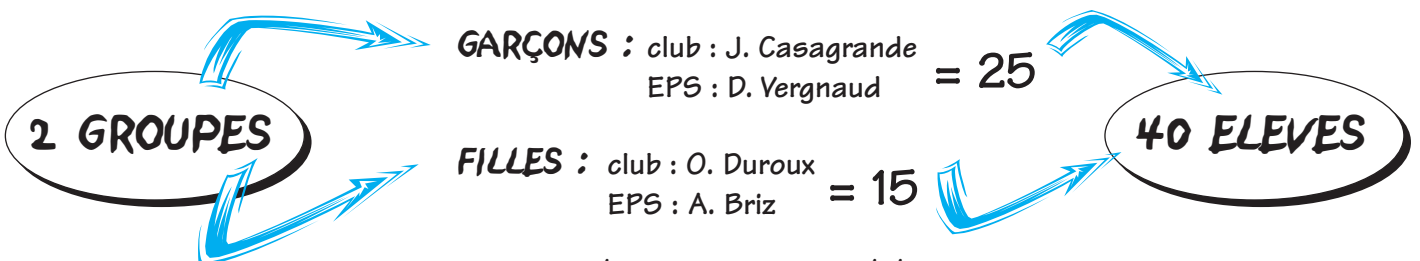 2 GROUPES
GARÇONS : club : J. Casagrande
EPS : D. Vergnaud
= 25
FILLES : club : O. Duroux
EPS : A. Briz
= 15
40 ELEVES